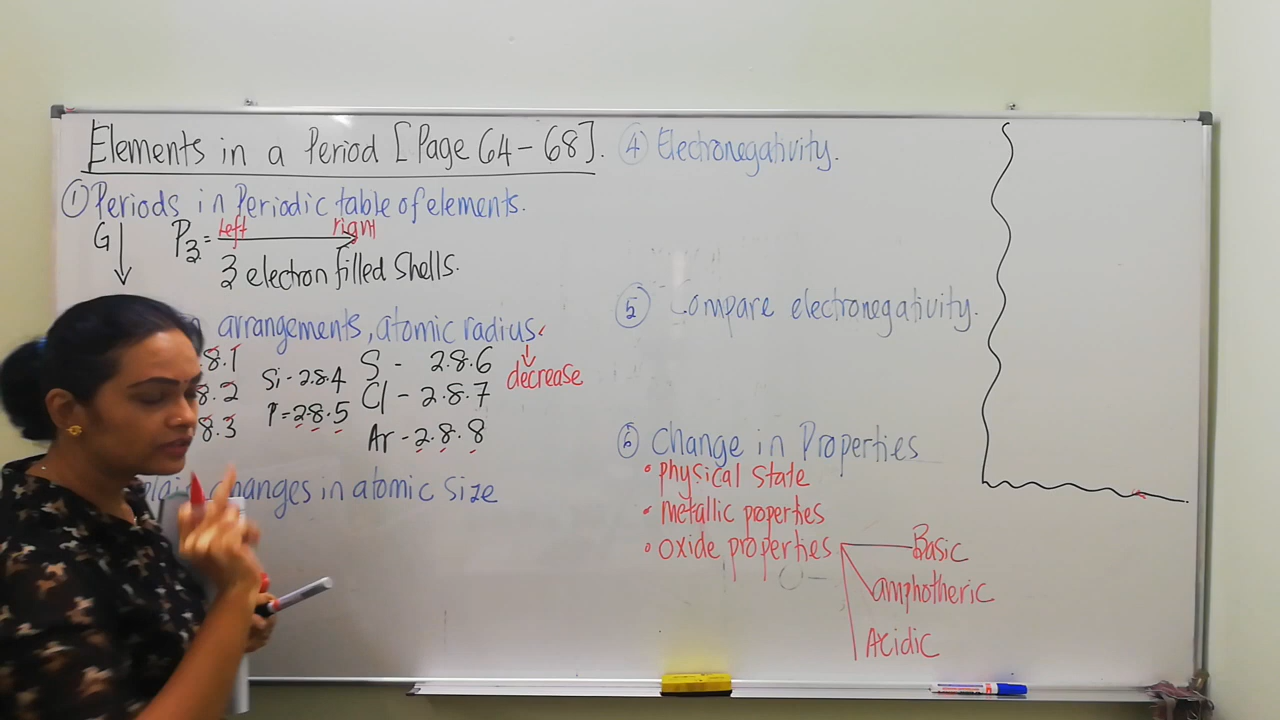 Elements in a Period [Page 64-68].
① Periods in Periodic table of elements.
G
P3 = left right
3 electron filled Shells.
arrangements, atomic radius
decrease
8.1
8.2
8.3
Si - 2.8.4
P = 2.8.5
S - 2.8.6
Cl - 2.8.7
Ar - 2.8.8
changes in atomic size
④ Electronegativity.
⑤ Compare electronegativity.
⑥ Change in Properties
• physical state
• metallic properties
• oxide properties
Basic
amphotheric
Acidic